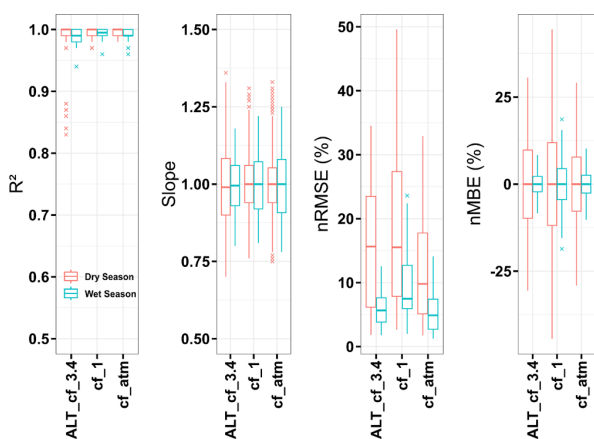 R²
1.0
0.9
0.8
0.7
0.6
0.5
Dry Season
Wet Season
ALT_cf_3.4
cf_1
cf_atm
Slope
1.50
1.25
1.00
0.75
0.50
ALT_cf_3.4
cf_1
cf_atm
nRMSE (%)
50
40
30
20
10
0
ALT_cf_3.4
cf_1
cf_atm
nMBE (%)
25
0
-25
ALT_cf_3.4
cf_1
cf_atm